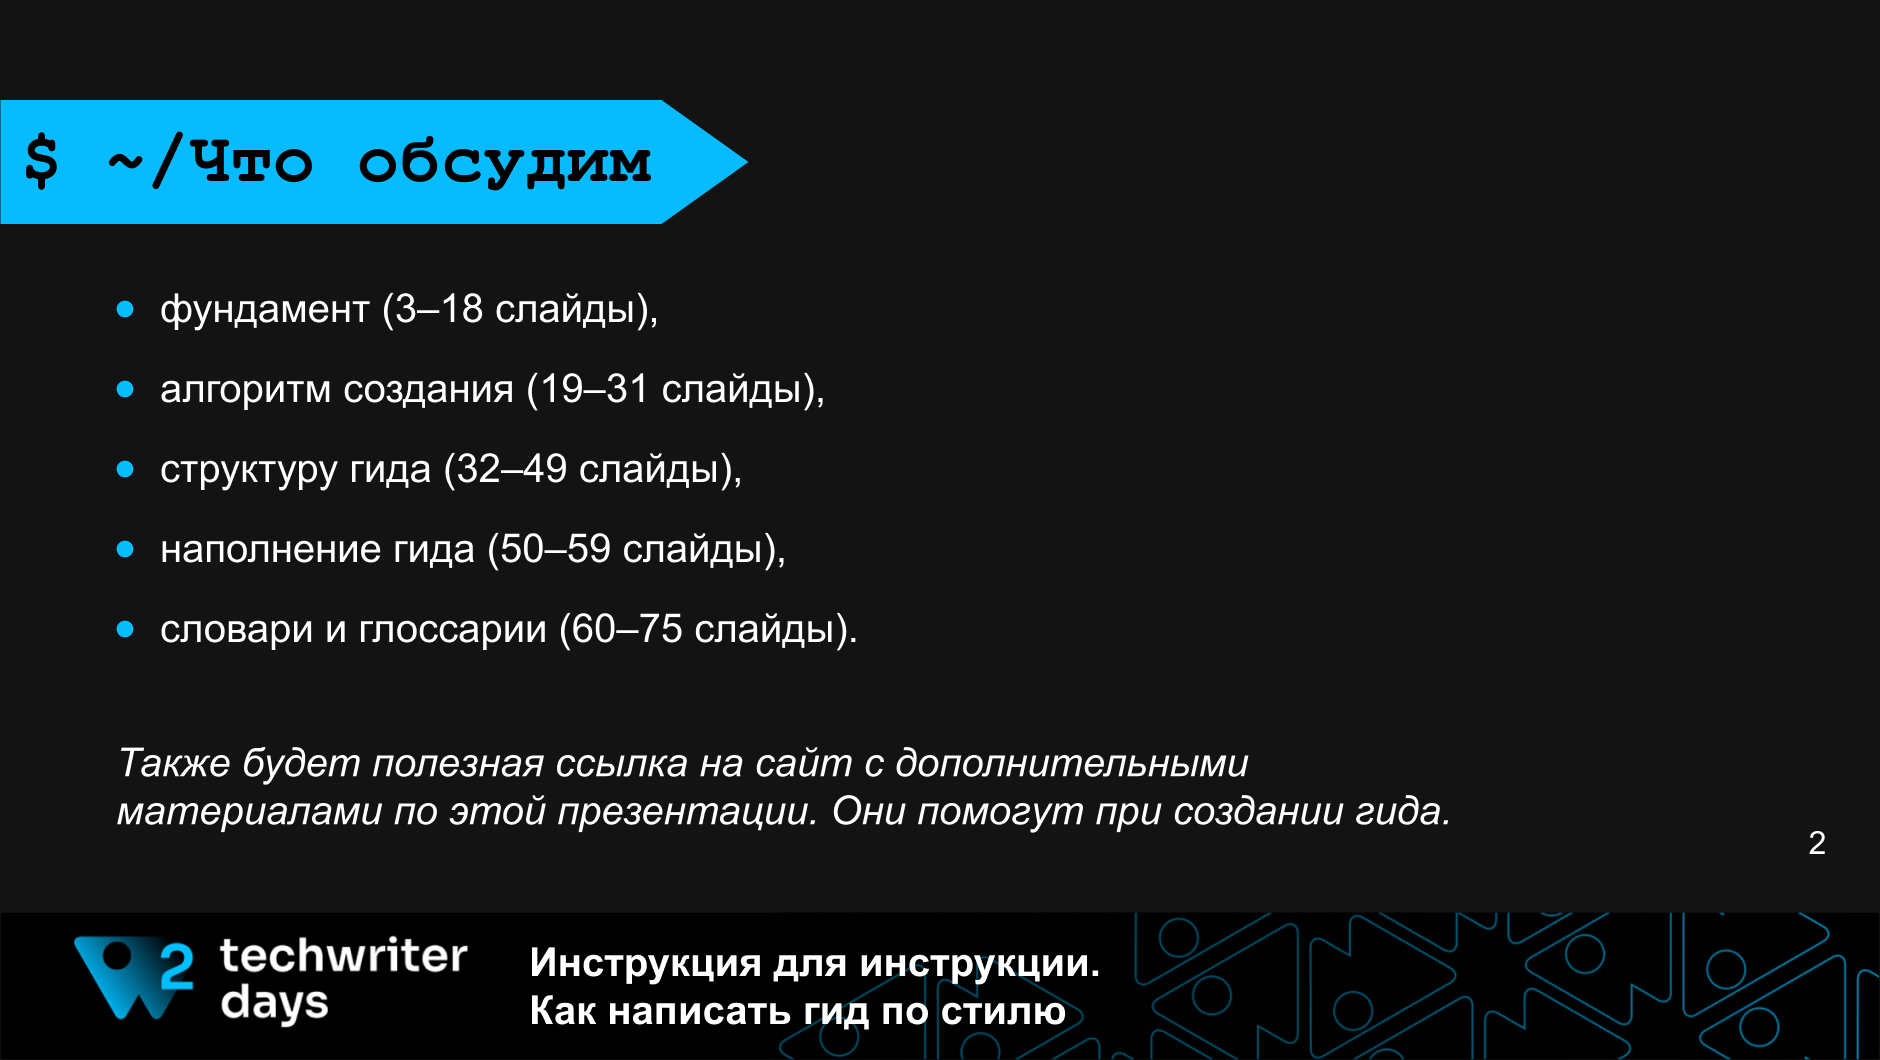 $ ~/Что обсудим
фундамент (3–18 слайды),
алгоритм создания (19–31 слайды),
структуру гида (32–49 слайды),
наполнение гида (50–59 слайды),
словари и глоссарии (60–75 слайды).
Также будет полезная ссылка на сайт с дополнительными
материалами по этой презентации. Они помогут при создании гида.
2
2
techwriter
days
Инструкция для инструкции.
Как написать гид по стилю